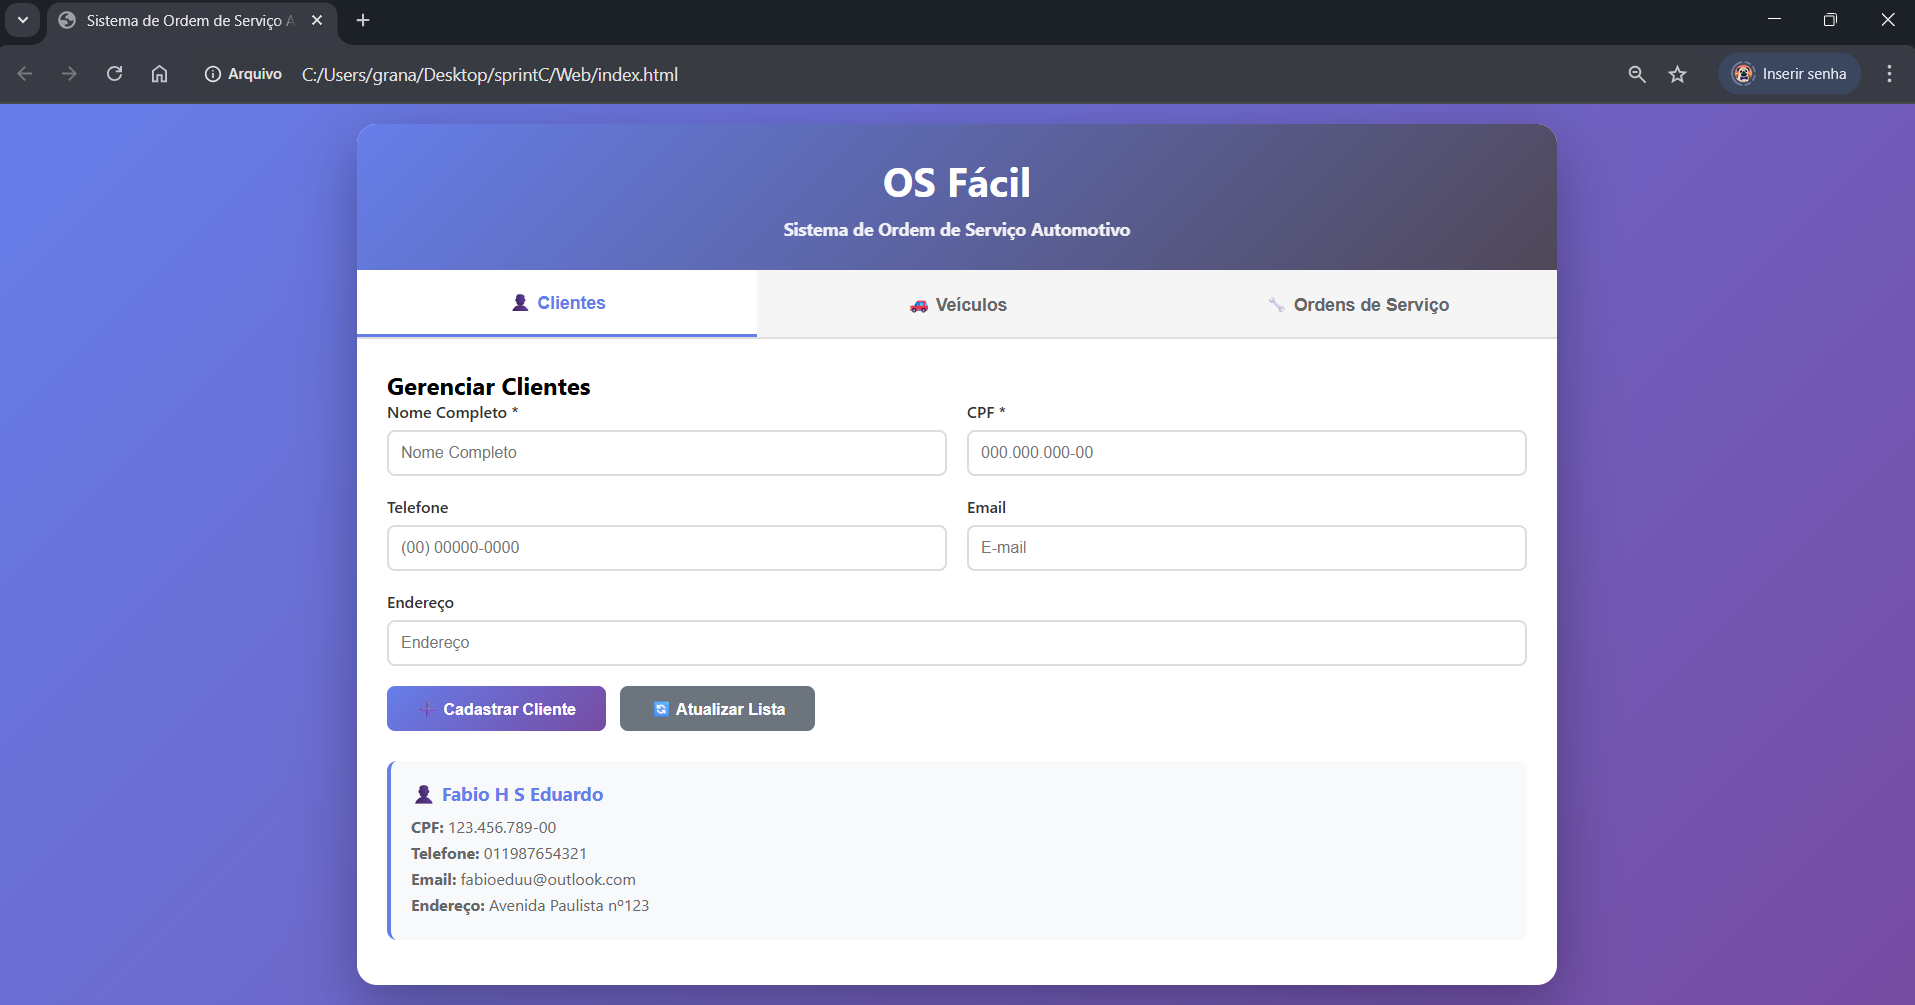 Sistema de Ordem de Serviço A
Arquivo C:/Users/grana/Desktop/sprintC/Web/index.html
Inserir senha
OS Fácil
Sistema de Ordem de Serviço Automotivo
Clientes
Veículos
Ordens de Serviço
Gerenciar Clientes
Nome Completo *
CPF *
Nome Completo
000.000.000-00
Telefone
Email
(00) 00000-0000
E-mail
Endereço
Endereço
Cadastrar Cliente
Atualizar Lista
Fabio H S Eduardo
CPF: 123.456.789-00
Telefone: 011987654321
Email: fabioeduu@outlook.com
Endereço: Avenida Paulista nº123